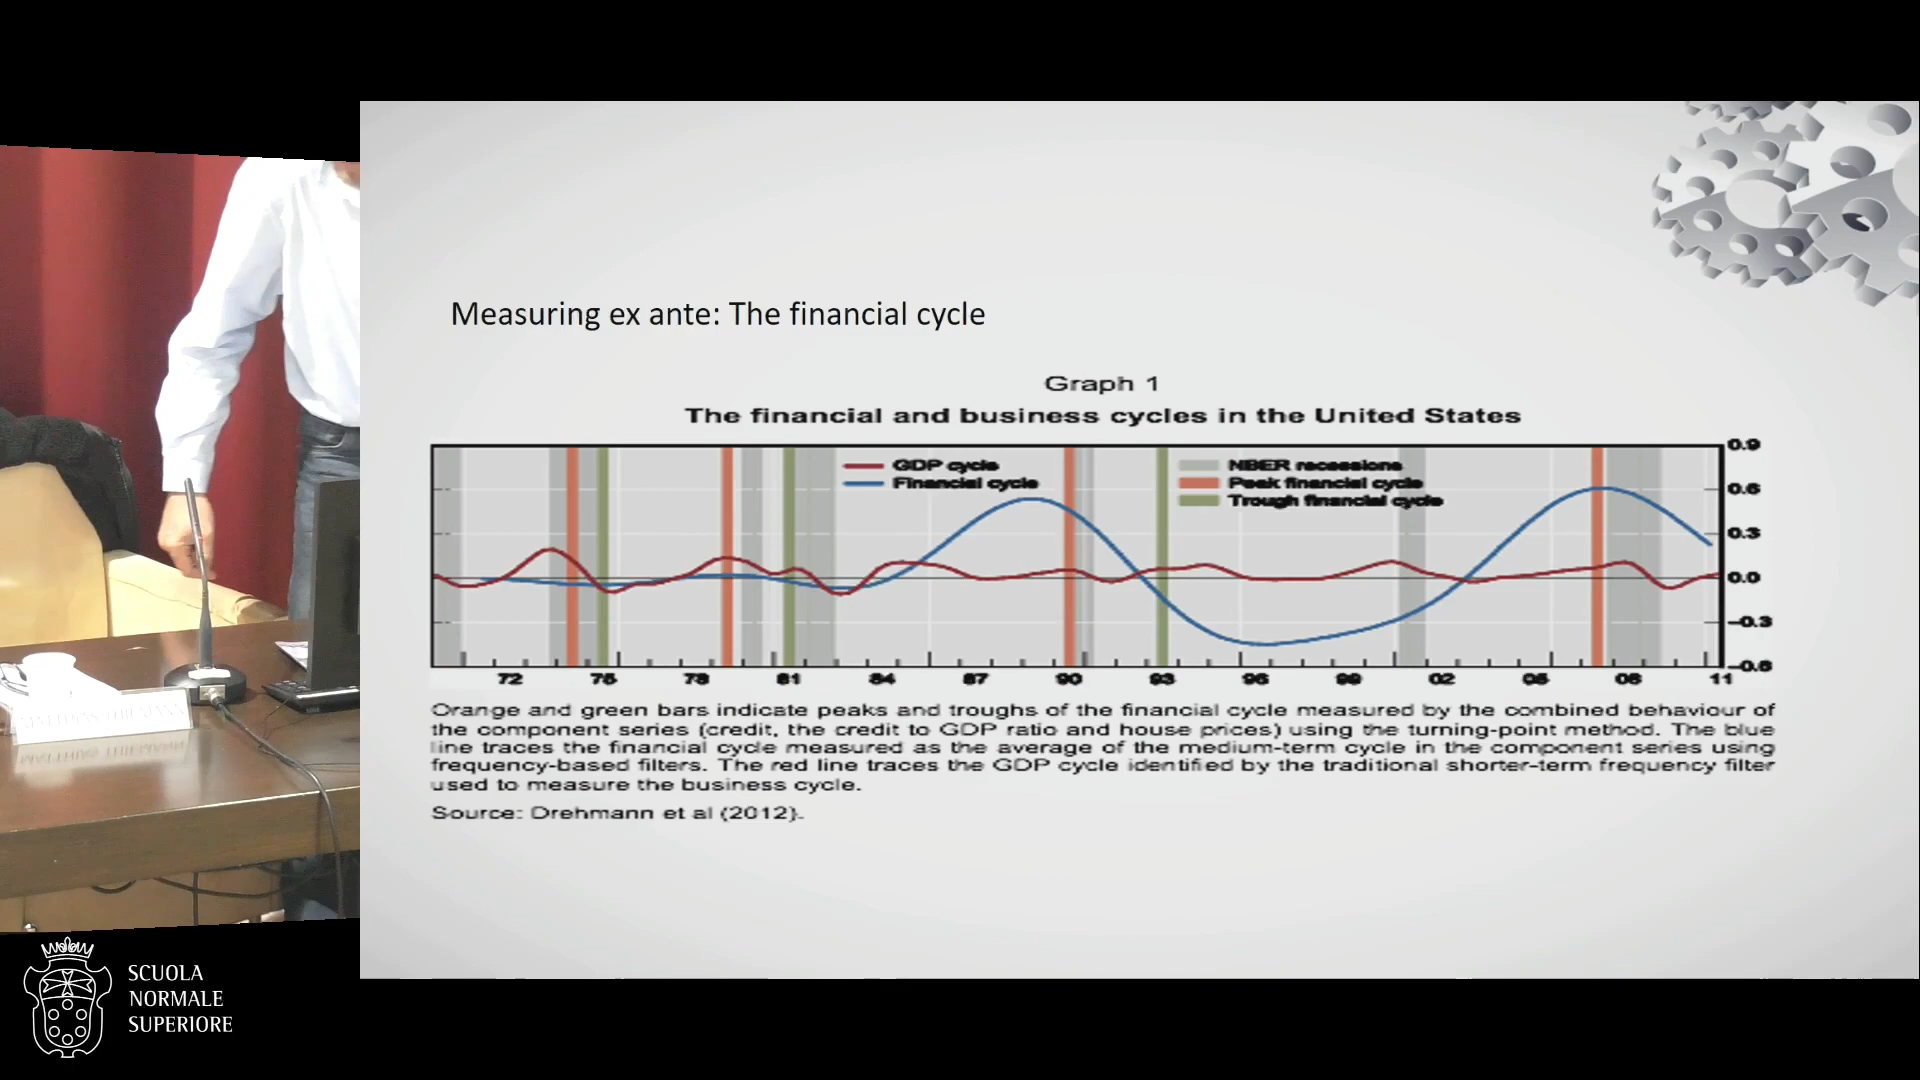 Measuring ex ante: The financial cycle
Graph 1
The financial and business cycles in the United States
GDP cycle
Financial cycle
NBER recessions
Peak financial cycle
Trough financial cycle
0.9
0.6
0.3
0.0
–0.3
–0.6
72 75 78 81 84 87 90 93 96 99 02 05 08 11
Orange and green bars indicate peaks and troughs of the financial cycle measured by the combined behaviour of
the component series (credit, the credit to GDP ratio and house prices) using the turning-point method. The blue
line traces the financial cycle measured as the average of the medium-term cycle in the component series using
frequency-based filters. The red line traces the GDP cycle identified by the traditional shorter-term frequency filter
used to measure the business cycle.
Source: Drehmann et al (2012).
SCUOLA
NORMALE
SUPERIORE